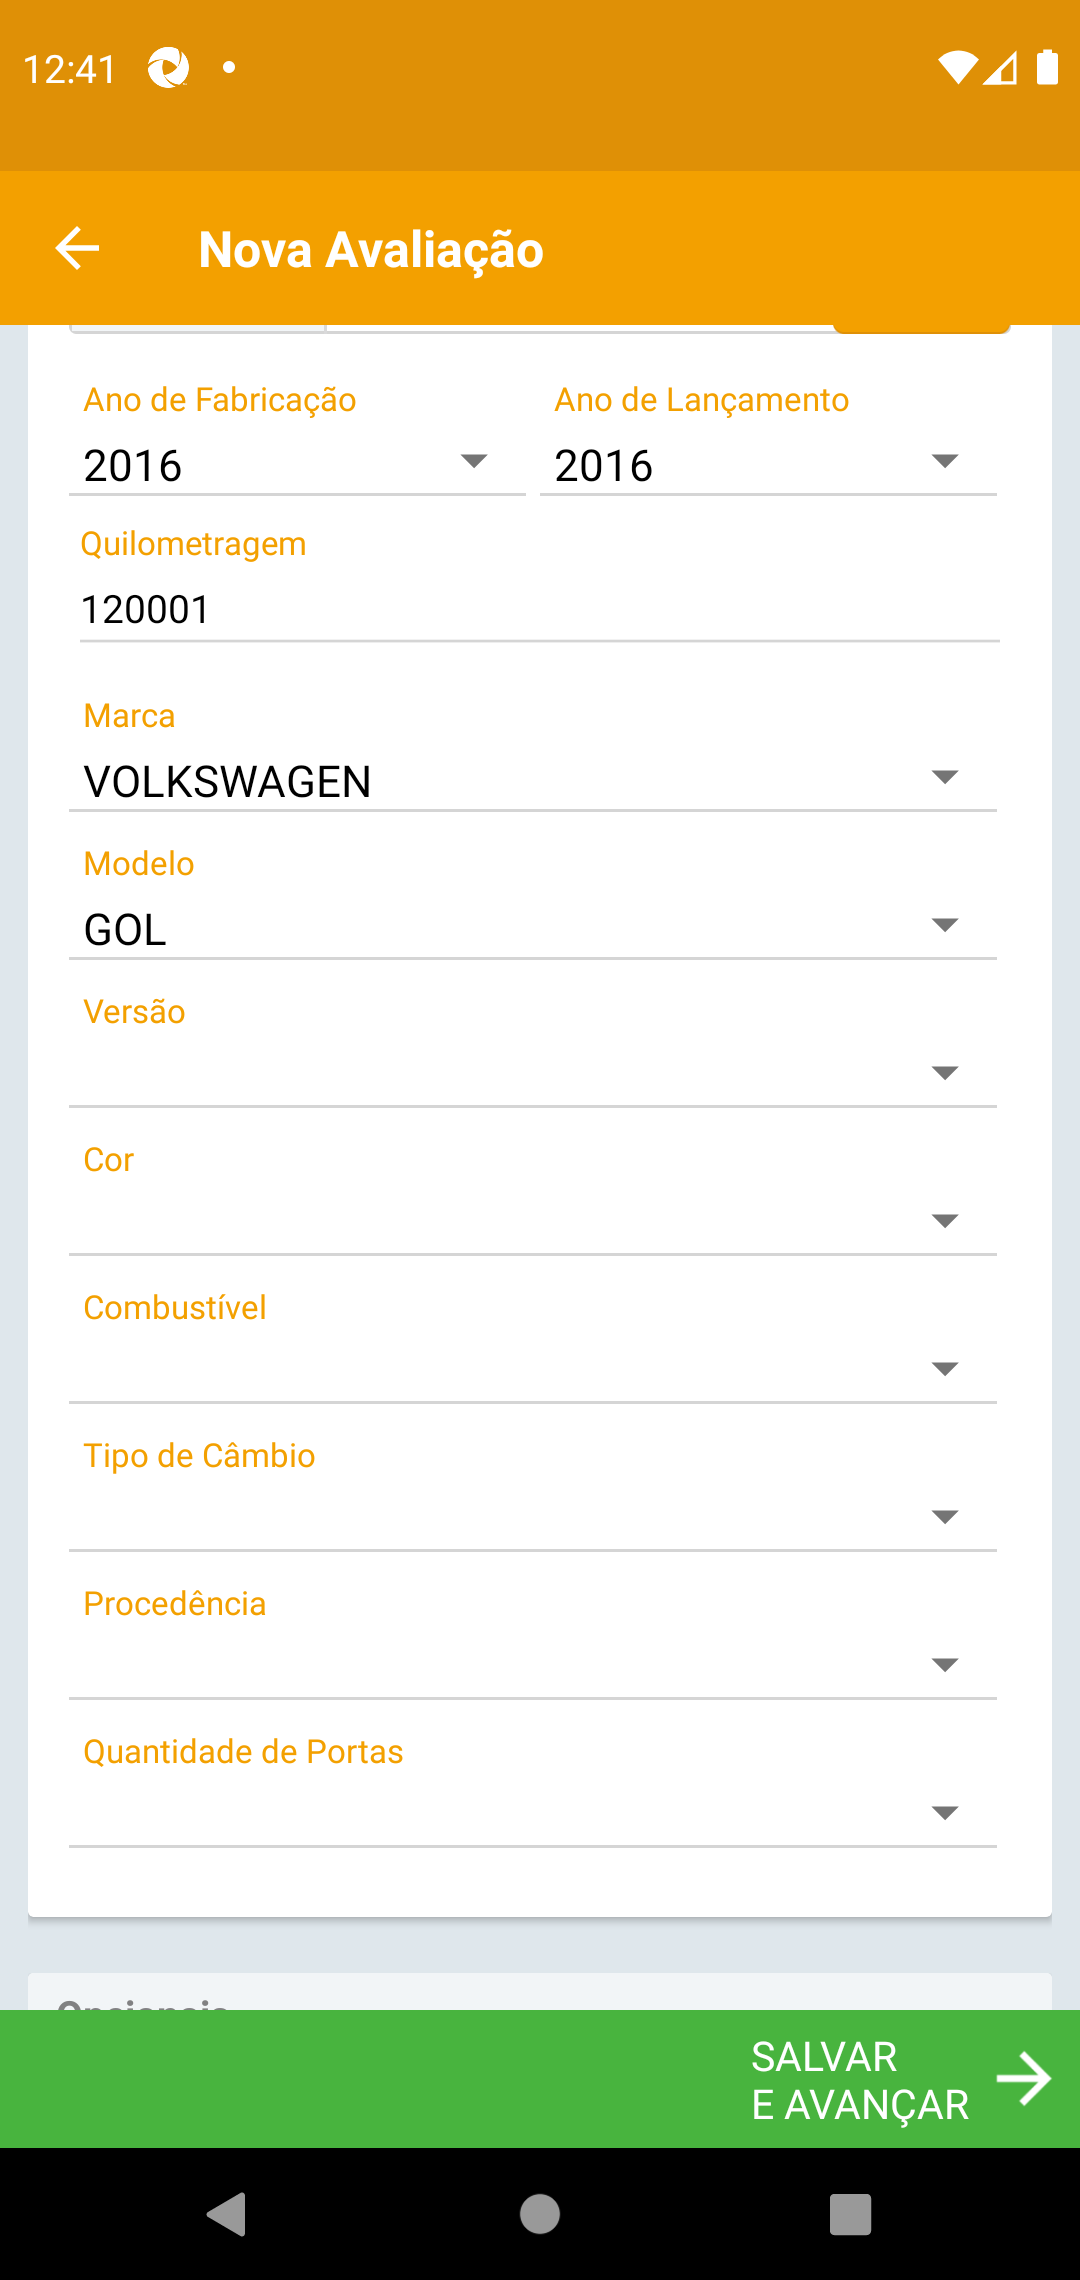 12:41
Nova Avaliação
Ano de Fabricação
Ano de Lançamento
2016
2016
Quilometragem
120001
Marca
VOLKSWAGEN
Modelo
GOL
Versão
Cor
Combustível
Tipo de Câmbio
Procedência
Quantidade de Portas
Opcionais
SALVAR
E AVANÇAR